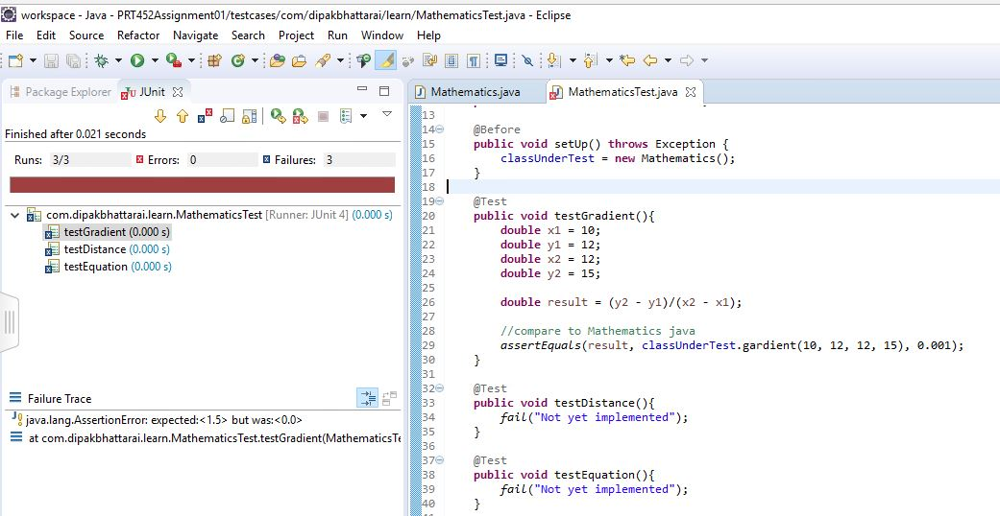 workspace - Java - PRT452Assignment01/testcases/com/dipakbhattarai/learn/MathematicsTest.java - Eclipse
File Edit Source Refactor Navigate Search Project Run Window Help
Package Explorer JUnit
Finished after 0.021 seconds
Runs: 3/3 Errors: 0 Failures: 3
com.dipakbhattarai.learn.MathematicsTest [Runner: JUnit 4] (0.000 s)
testGradient (0.000 s)
testDistance (0.000 s)
testEquation (0.000 s)
Failure Trace
java.lang.AssertionError: expected:<1.5> but was:<0.0>
at com.dipakbhattarai.learn.MathematicsTest.testGradient(MathematicsTe
Mathematics.java MathematicsTest.java
13
14 @Before
15 public void setUp() throws Exception {
16 classUnderTest = new Mathematics();
17 }
18
19 @Test
20 public void testGradient(){
21 double x1 = 10;
22 double y1 = 12;
23 double x2 = 12;
24 double y2 = 15;
25
26 double result = (y2 - y1)/(x2 - x1);
27
28 //compare to Mathematics java
29 assertEquals(result, classUnderTest.gardient(10, 12, 12, 15), 0.001);
30 }
31
32 @Test
33 public void testDistance(){
34 fail("Not yet implemented");
35 }
36
37 @Test
38 public void testEquation(){
39 fail("Not yet implemented");
40 }